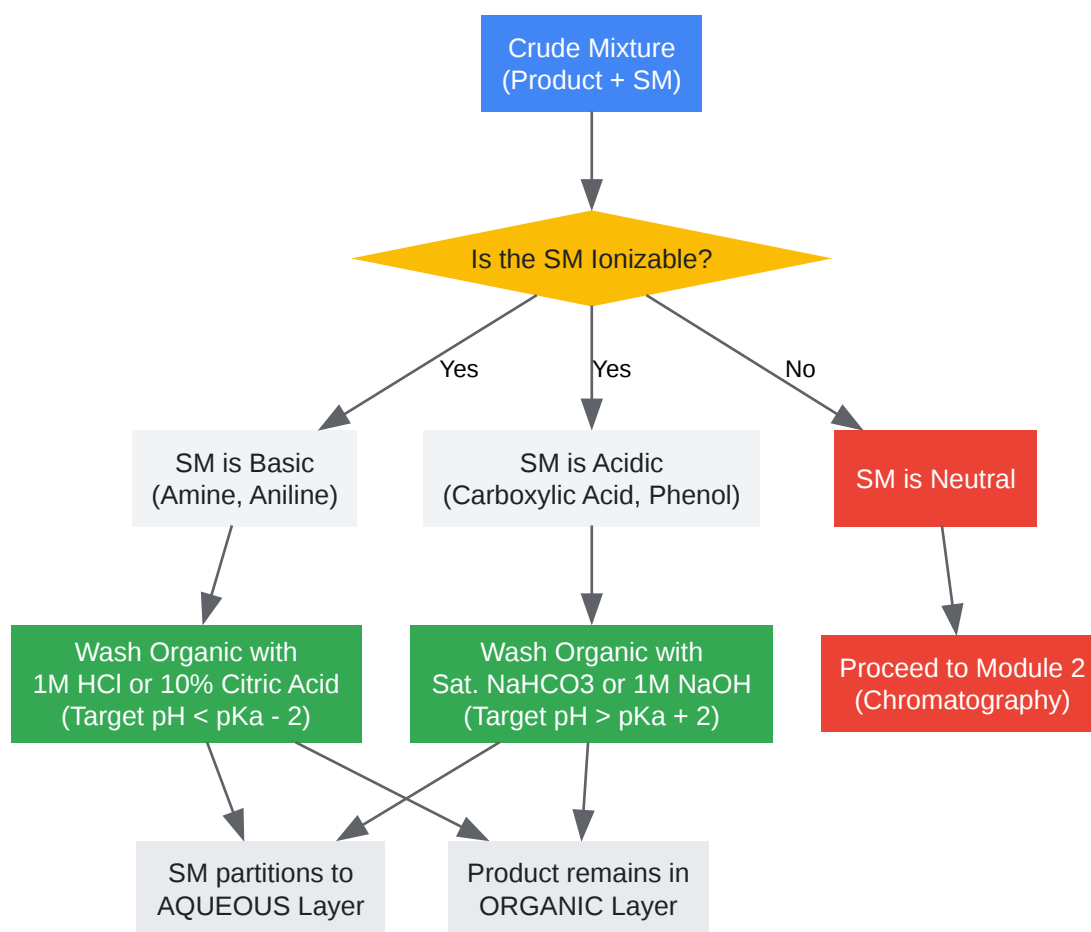 Crude Mixture
(Product + SM)
Is the SM Ionizable?
Yes
Yes
No
SM is Basic
(Amine, Aniline)
SM is Acidic
(Carboxylic Acid, Phenol)
SM is Neutral
Wash Organic with
1M HCl or 10% Citric Acid
(Target pH < pKa - 2)
Wash Organic with
Sat. NaHCO3 or 1M NaOH
(Target pH > pKa + 2)
Proceed to Module 2
(Chromatography)
SM partitions to
AQUEOUS Layer
Product remains in
ORGANIC Layer